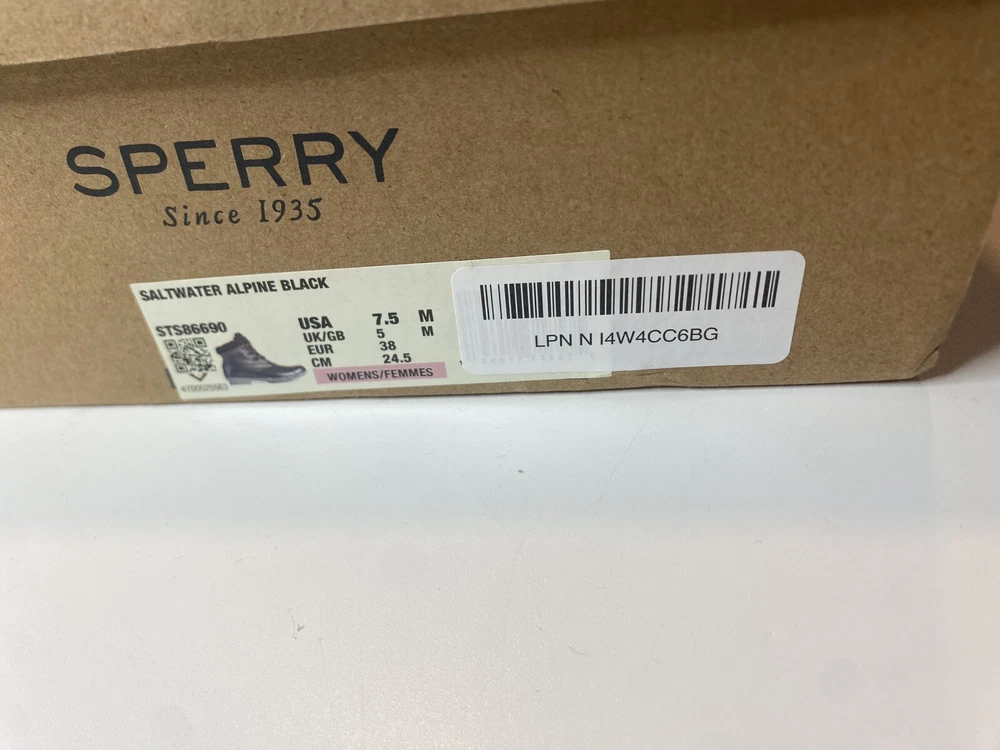 SPERRY
Since 1935
SALTWATER ALPINE BLACK
STS86690
USA 7.5 M
UK/GB 5 M
EUR 38
CM 24.5
WOMENS/FEMMES
LPN N I4W4CC6BG